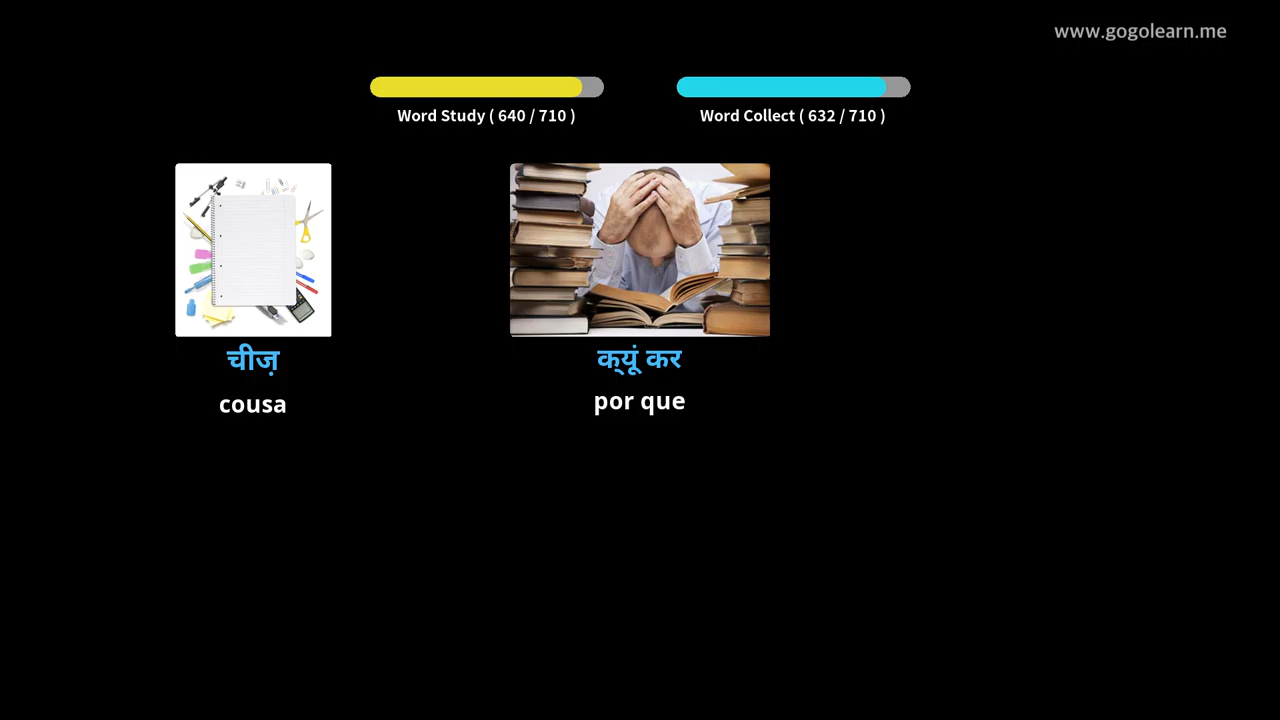 www.gogolearn.me
Word Study ( 640 / 710 )
Word Collect ( 632 / 710 )
चीज़
cousa
क्यूं कर
por que